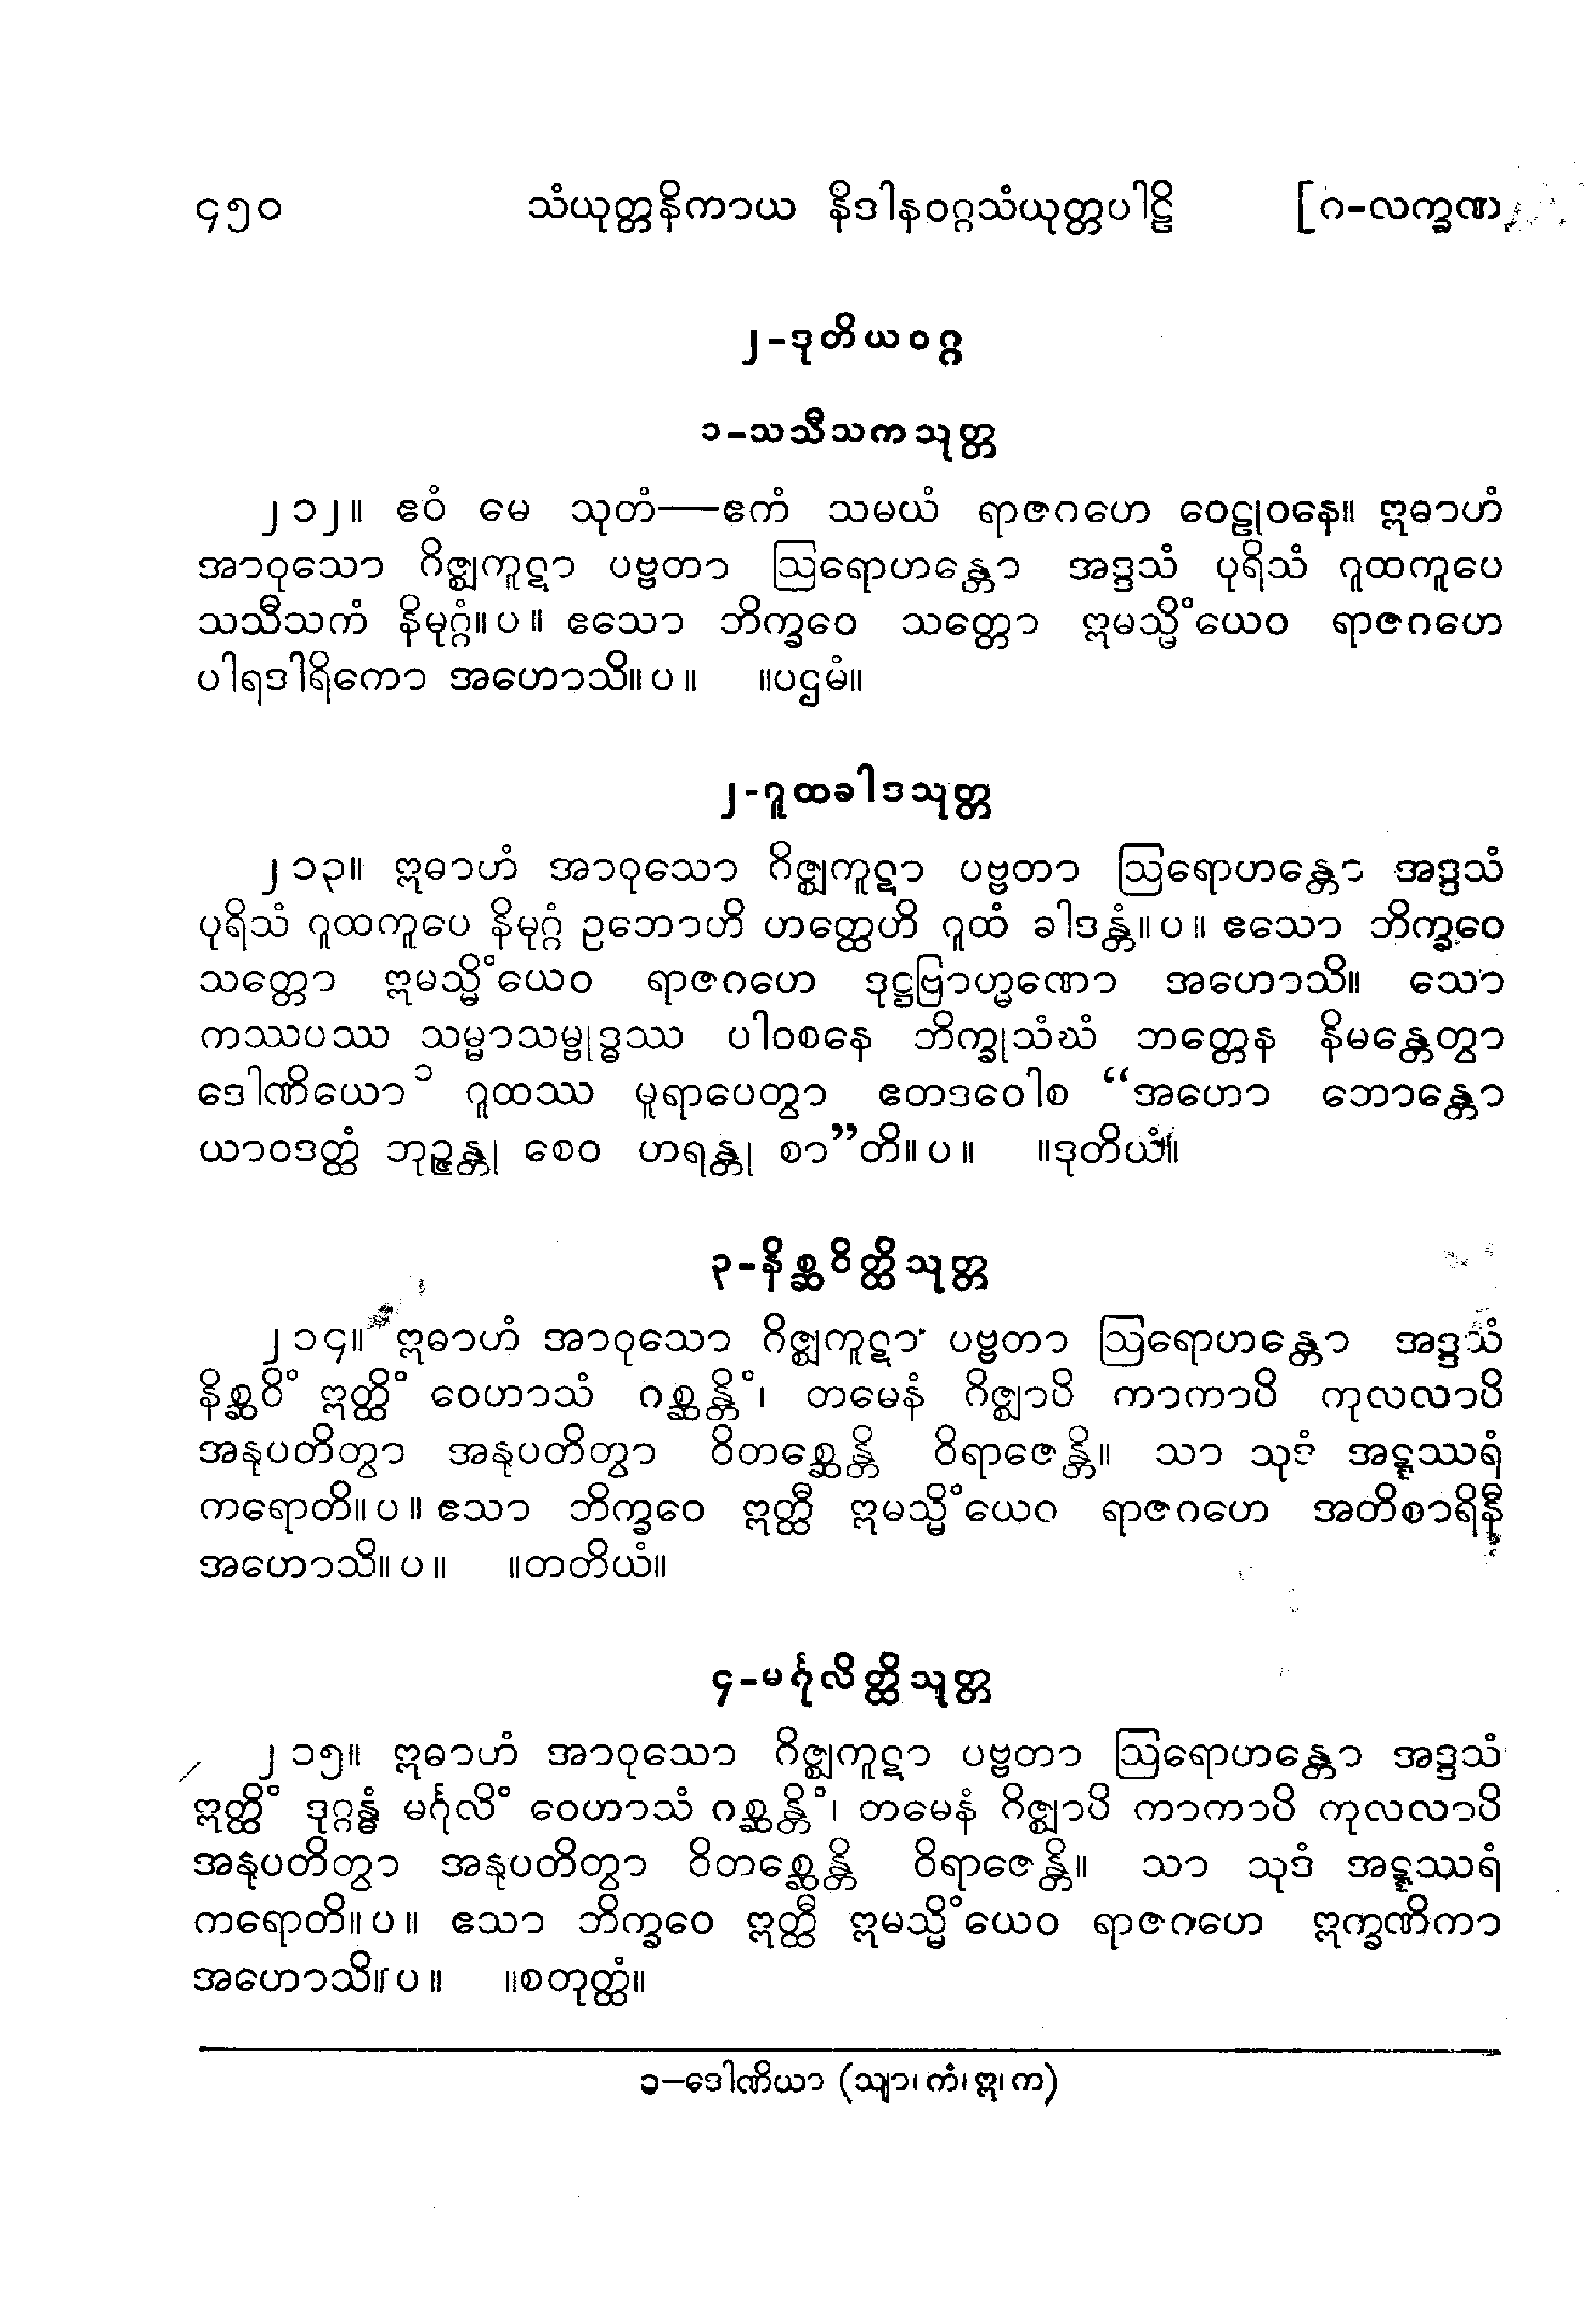 ၄၅၀ သံယုတ္တနိကာယ နိဒါနဝဂ္ဂသံယုတ္တပါဠိ [ဂ-လက္ခဏ
၂-ဒုတိယဝဂ္ဂ
၁-သသီသကသုတ္တ
၂၁၂။ ဧဝံ မေ သုတံ—ဧကံ သမယံ ရာဇဂဟေ ဝေဠုဝနေ။ ဣဓာဟံ
အာဝုသော ဂိဇ္ဈကူဋာ ပဗ္ဗတာ ဩရောဟန္တော အဒ္ဒသံ ပုရိသံ ဂူထကူပေ
သသီသကံ နိမုဂ္ဂံ။ပ။ ဧသော ဘိက္ခဝေ သတ္တော ဣမသ္မိံယေဝ ရာဇဂဟေ
ပါရဒါရိကော အဟောသိ။ပ။ ။ပဌမံ။
၂-ဂူထခါဒသုတ္တ
၂၁၃။ ဣဓာဟံ အာဝုသော ဂိဇ္ဈကူဋာ ပဗ္ဗတာ ဩရောဟန္တော အဒ္ဒသံ
ပုရိသံ ဂူထကူပေ နိမုဂ္ဂံ ဥဘောဟိ ဟတ္ထေဟိ ဂူထံ ခါဒန္တံ။ပ။ ဧသော ဘိက္ခဝေ
သတ္တော ဣမသ္မိံယေဝ ရာဇဂဟေ ဒုဋ္ဌဗြာဟ္မဏော အဟောသိ။ သော
ကဿပဿ သမ္မာသမ္ဗုဒ္ဓဿ ပါဝစနေ ဘိက္ခုသံဃံ ဘတ္တေန နိမန္တေတွာ
ဒေါဏိယော ၁ ဂူထဿ မူရာပေတွာ ဧတဒဝေါစ “အဟော ဘောန္တော
ယာဝဒတ္ထံ ဘုဉ္ဇန္တု စေဝ ဟရန္တု စာ”တိ။ပ။ ။ဒုတိယံ။
၃-နိစ္ဆဝိတ္ထိသုတ္တ
၂၁၄။ ဣဓာဟံ အာဝုသော ဂိဇ္ဈကူဋာ ပဗ္ဗတာ ဩရောဟန္တော အဒ္ဒသံ
နိစ္ဆဝိံ ဣတ္ထိံ ဝေဟာသံ ဂစ္ဆန္တိံ၊ တမေနံ ဂိဇ္ဈာပိ ကာကာပိ ကုလလာပိ
အနုပတိတွာ အနုပတိတွာ ဝိတစ္ဆေန္တိ ဝိရာဇေန္တိ။ သာ သုဒံ အဋ္ဋဿရံ
ကရောတိ။ပ။ ဧသာ ဘိက္ခဝေ ဣတ္ထီ ဣမသ္မိံယေဝ ရာဇဂဟေ အတိစာရိနီ
အဟောသိ။ပ။ ။တတိယံ။
၄-မင်္ဂုလိတ္ထိသုတ္တ
၂၁၅။ ဣဓာဟံ အာဝုသော ဂိဇ္ဈကူဋာ ပဗ္ဗတာ ဩရောဟန္တော အဒ္ဒသံ
ဣတ္ထိံ ဒုဂ္ဂန္ဓံ မင်္ဂုလိံ ဝေဟာသံ ဂစ္ဆန္တိံ၊ တမေနံ ဂိဇ္ဈာပိ ကာကာပိ ကုလလာပိ
အနုပတိတွာ အနုပတိတွာ ဝိတစ္ဆေန္တိ ဝိရာဇေန္တိ။ သာ သုဒံ အဋ္ဋဿရံ
ကရောတိ။ပ။ ဧသာ ဘိက္ခဝေ ဣတ္ထီ ဣမသ္မိံယေဝ ရာဇဂဟေ ဣက္ခဏိကာ
အဟောသိ။ပ။ ။စတုတ္ထံ။
၁—ဒေါဏိယာ (သျာ၊ ကံ၊ ဣ၊ က)